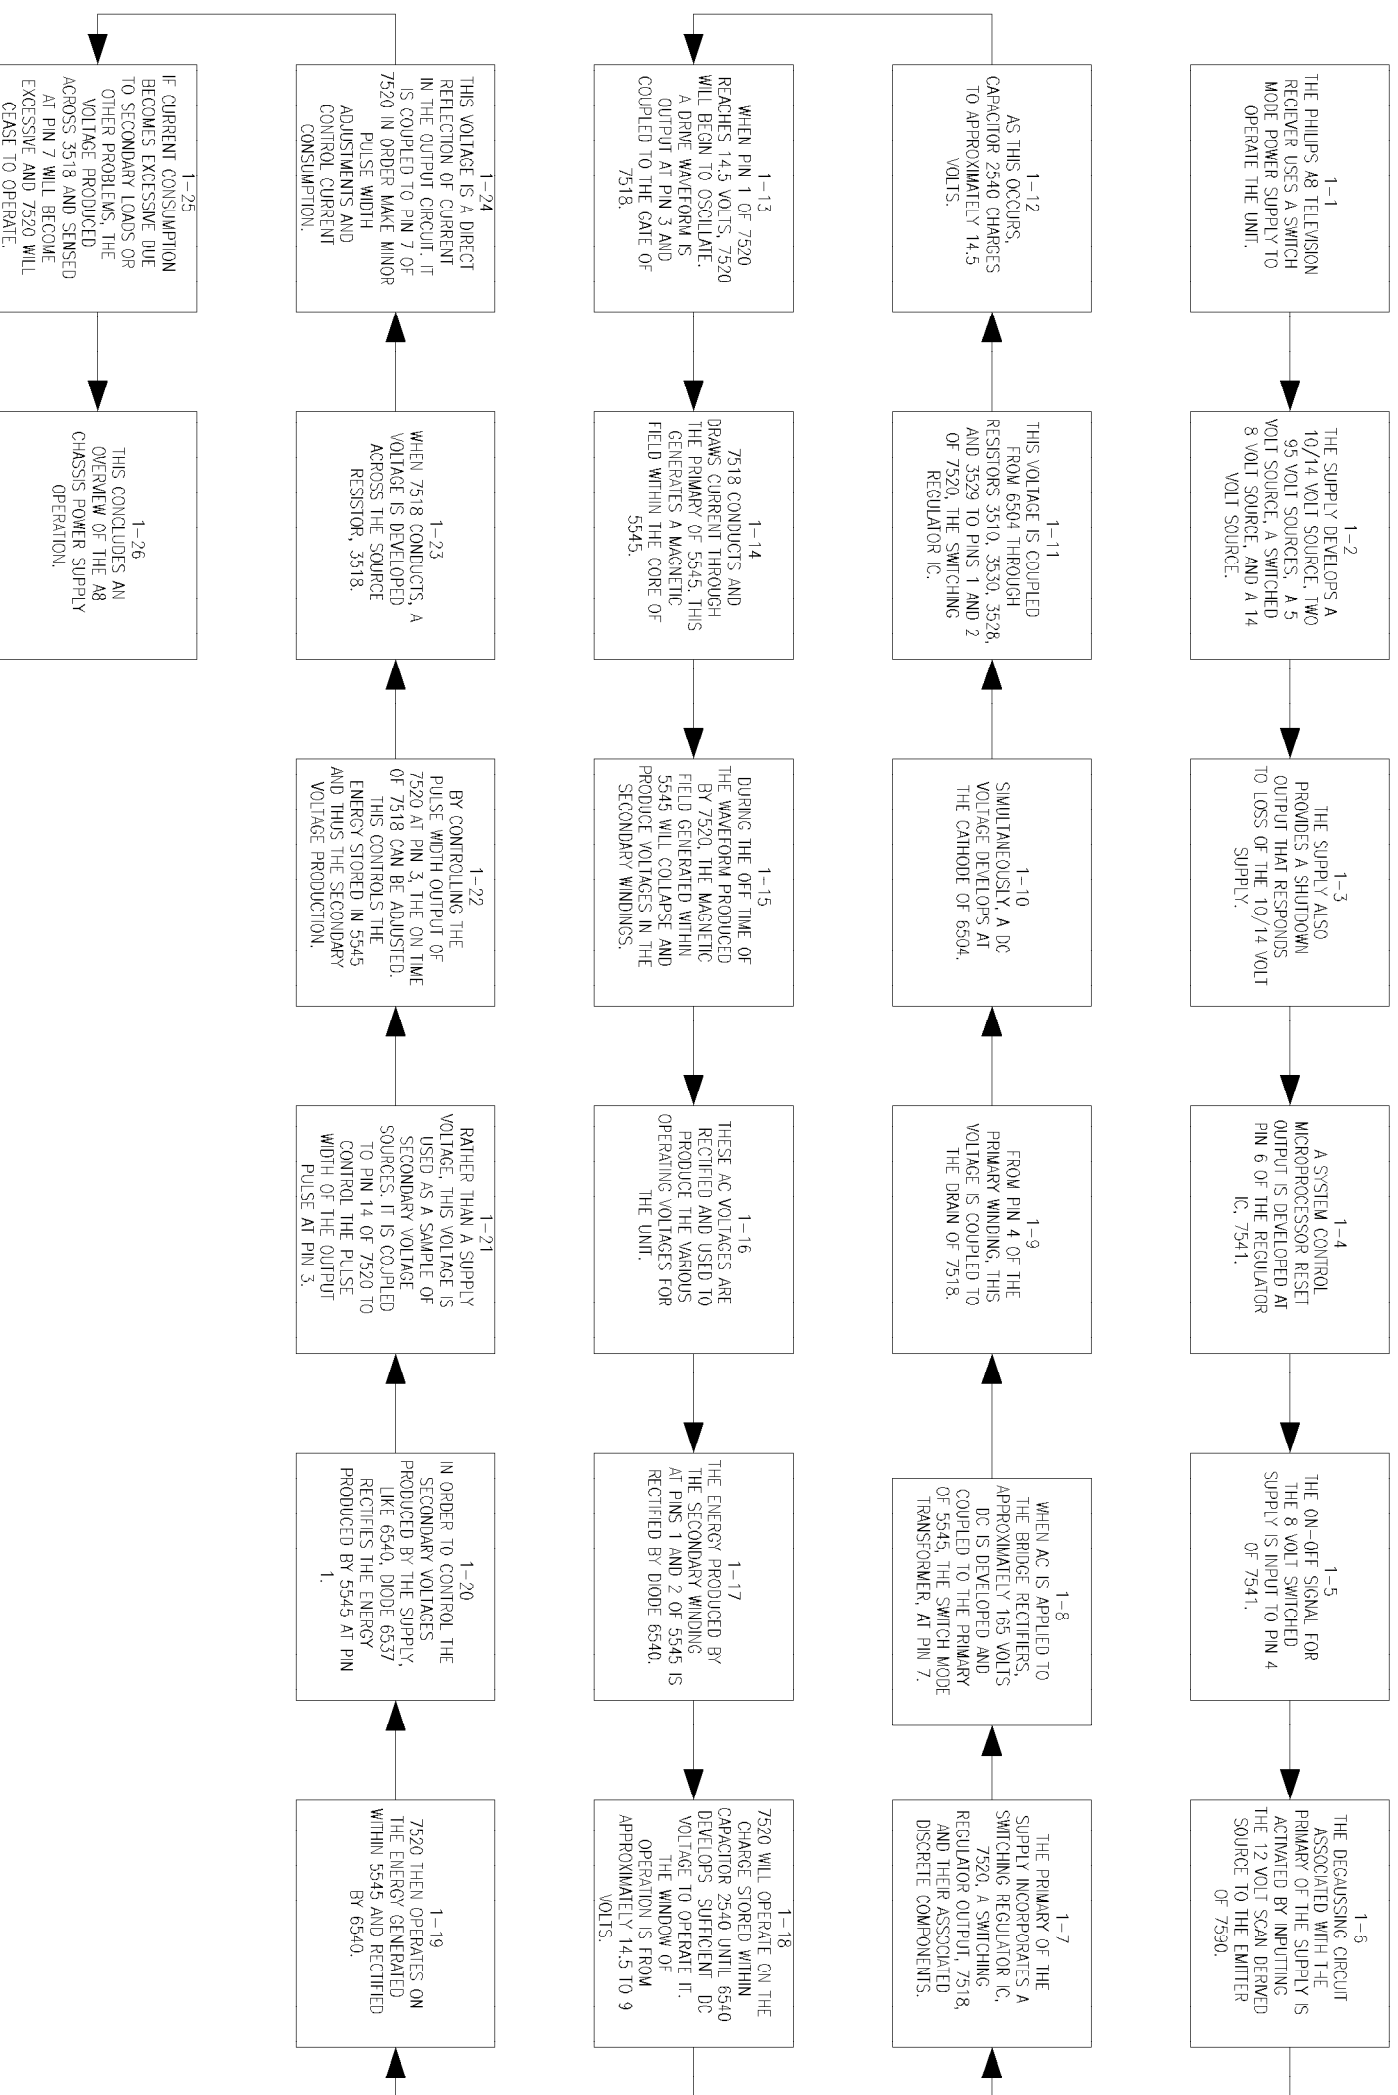 1-1
THE PHILIPS A8 TELEVISION
RECIEVER USES A SWITCH
MODE POWER SUPPLY TO
OPERATE THE UNIT.
1-2
THE SUPPLY DEVELOPS A
10/14 VOLT SOURCE, TWO
95 VOLT SOURCES, A 5
VOLT SOURCE, A SWITCHED
8 VOLT SOURCE, AND A 14
VOLT SOURCE.
1-3
THE SUPPLY ALSO
PROVIDES A SHUTDOWN
OUTPUT THAT RESPONDS
TO LOSS OF THE 10/14 VOLT
SUPPLY.
1-4
A SYSTEM CONTROL
MICROPROCESSOR RESET
OUTPUT IS DEVELOPED AT
PIN 6 OF THE REGULATOR
IC, 7541.
1-5
THE ON-OFF SIGNAL FOR
THE 8 VOLT SWITCHED
SUPPLY IS INPUT TO PIN 4
OF 7541.
1-6
THE DEGAUSSING CIRCUIT
ASSOCIATED WITH THE
PRIMARY OF THE SUPPLY IS
ACTIVATED BY INPUTTING
THE 12 VOLT SCAN DERIVED
SOURCE TO THE EMITTER
OF 7590.
1-7
THE PRIMARY OF THE
SUPPLY INCORPORATES A
SWITCHING REGULATOR IC,
7520, A SWITCHING
REGULATOR OUTPUT, 7518,
AND THEIR ASSOCIATED
DISCRETE COMPONENTS.
1-8
WHEN AC IS APPLIED TO
THE BRIDGE RECTIFIERS,
APPROXIMATELY 165 VOLTS
DC IS DEVELOPED AND
COUPLED TO THE PRIMARY
OF 5545, THE SWITCH MODE
TRANSFORMER, AT PIN 7.
1-9
FROM PIN 4 OF THE
PRIMARY WINDING, THIS
VOLTAGE IS COUPLED TO
THE DRAIN OF 7518.
1-10
SIMULTANEOUSLY, A DC
VOLTAGE DEVELOPS AT
THE CATHODE OF 6504.
1-11
THIS VOLTAGE IS COUPLED
FROM 6504 THROUGH
RESISTORS 3510, 3530, 3528,
AND 3529 TO PINS 1 AND 2
OF 7520, THE SWITCHING
REGULATOR IC.
1-12
AS THIS OCCURS,
CAPACITOR 2540 CHARGES
TO APPROXIMATELY 14.5
VOLTS.
1-13
WHEN PIN 1 OF 7520
REACHES 14.5 VOLTS, 7520
WILL BEGIN TO OSCILLATE.
A DRIVE WAVEFORM IS
OUTPUT AT PIN 3 AND
COUPLED TO THE GATE OF
7518.
1-14
7518 CONDUCTS AND
DRAWS CURRENT THROUGH
THE PRIMARY OF 5545. THIS
GENERATES A MAGNETIC
FIELD WITHIN THE CORE OF
5545.
1-15
DURING THE OFF TIME OF
THE WAVEFORM PRODUCED
BY 7520, THE MAGNETIC
FIELD GENERATED WITHIN
5545 WILL COLLAPSE AND
PRODUCE VOLTAGES IN THE
SECONDARY WINDINGS.
1-16
THESE AC VOLTAGES ARE
RECTIFIED AND USED TO
PRODUCE THE VARIOUS
OPERATING VOLTAGES FOR
THE UNIT.
1-17
THE ENERGY PRODUCED BY
THE SECONDARY WINDING
AT PINS 1 AND 2 OF 5545 IS
RECTIFIED BY DIODE 6540.
1-18
7520 WILL OPERATE ON THE
CHARGE STORED WITHIN
CAPACITOR 2540 UNTIL 6540
DEVELOPS SUFFICIENT DC
VOLTAGE TO OPERATE IT.
THE WINDOW OF
OPERATION IS FROM
APPROXIMATELY 14.5 TO 9
VOLTS.
1-19
7520 THEN OPERATES ON
THE ENERGY GENERATED
WITHIN 5545 AND RECTIFIED
BY 6540.
1-20
IN ORDER TO CONTROL THE
SECONDARY VOLTAGES
PRODUCED BY THE SUPPLY,
LIKE 6540, DIODE 6537
RECTIFIES THE ENERGY
PRODUCED BY 5545 AT PIN
1.
1-21
RATHER THAN A SUPPLY
VOLTAGE, THIS VOLTAGE IS
USED AS A SAMPLE OF
SECONDARY VOLTAGE
SOURCES. IT IS COUPLED
TO PIN 14 OF 7520 TO
CONTROL THE PULSE
WIDTH OF THE OUTPUT
PULSE AT PIN 3.
1-22
BY CONTROLLING THE
PULSE WIDTH OUTPUT OF
7520 AT PIN 3, THE ON TIME
OF 7518 CAN BE ADJUSTED.
THIS CONTROLS THE
ENERGY STORED IN 5545
AND THUS THE SECONDARY
VOLTAGE PRODUCTION.
1-23
WHEN 7518 CONDUCTS, A
VOLTAGE IS DEVELOPED
ACROSS THE SOURCE
RESISTOR, 3518.
1-24
THIS VOLTAGE IS A DIRECT
REFLECTION OF CURRENT
IN THE OUTPUT CIRCUIT. IT
IS COUPLED TO PIN 7 OF
7520 IN ORDER MAKE MINOR
PULSE WIDTH
ADJUSTMENTS AND
CONTROL CURRENT
CONSUMPTION.
1-25
IF CURRENT CONSUMPTION
BECOMES EXCESSIVE DUE
TO SECONDARY LOADS OR
OTHER PROBLEMS, THE
VOLTAGE PRODUCED
ACROSS 3518 AND SENSED
AT PIN 7 WILL BECOME
EXCESSIVE AND 7520 WILL
CEASE TO OPERATE.
1-26
THIS CONCLUDES AN
OVERVIEW OF THE A8
CHASSIS POWER SUPPLY
OPERATION.